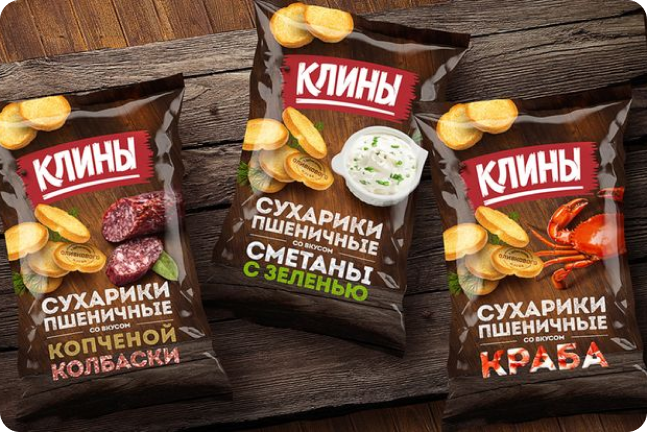 КЛИНЫ
СУХАРИКИ
ПШЕНИЧНЫЕ
СО ВКУСОМ
КОПЧЕНОЙ
КОЛБАСКИ
КЛИНЫ
СУХАРИКИ
ПШЕНИЧНЫЕ
СО ВКУСОМ
СМЕТАНЫ
С ЗЕЛЕНЬЮ
КЛИНЫ
СУХАРИКИ
ПШЕНИЧНЫЕ
СО ВКУСОМ
КРАБА